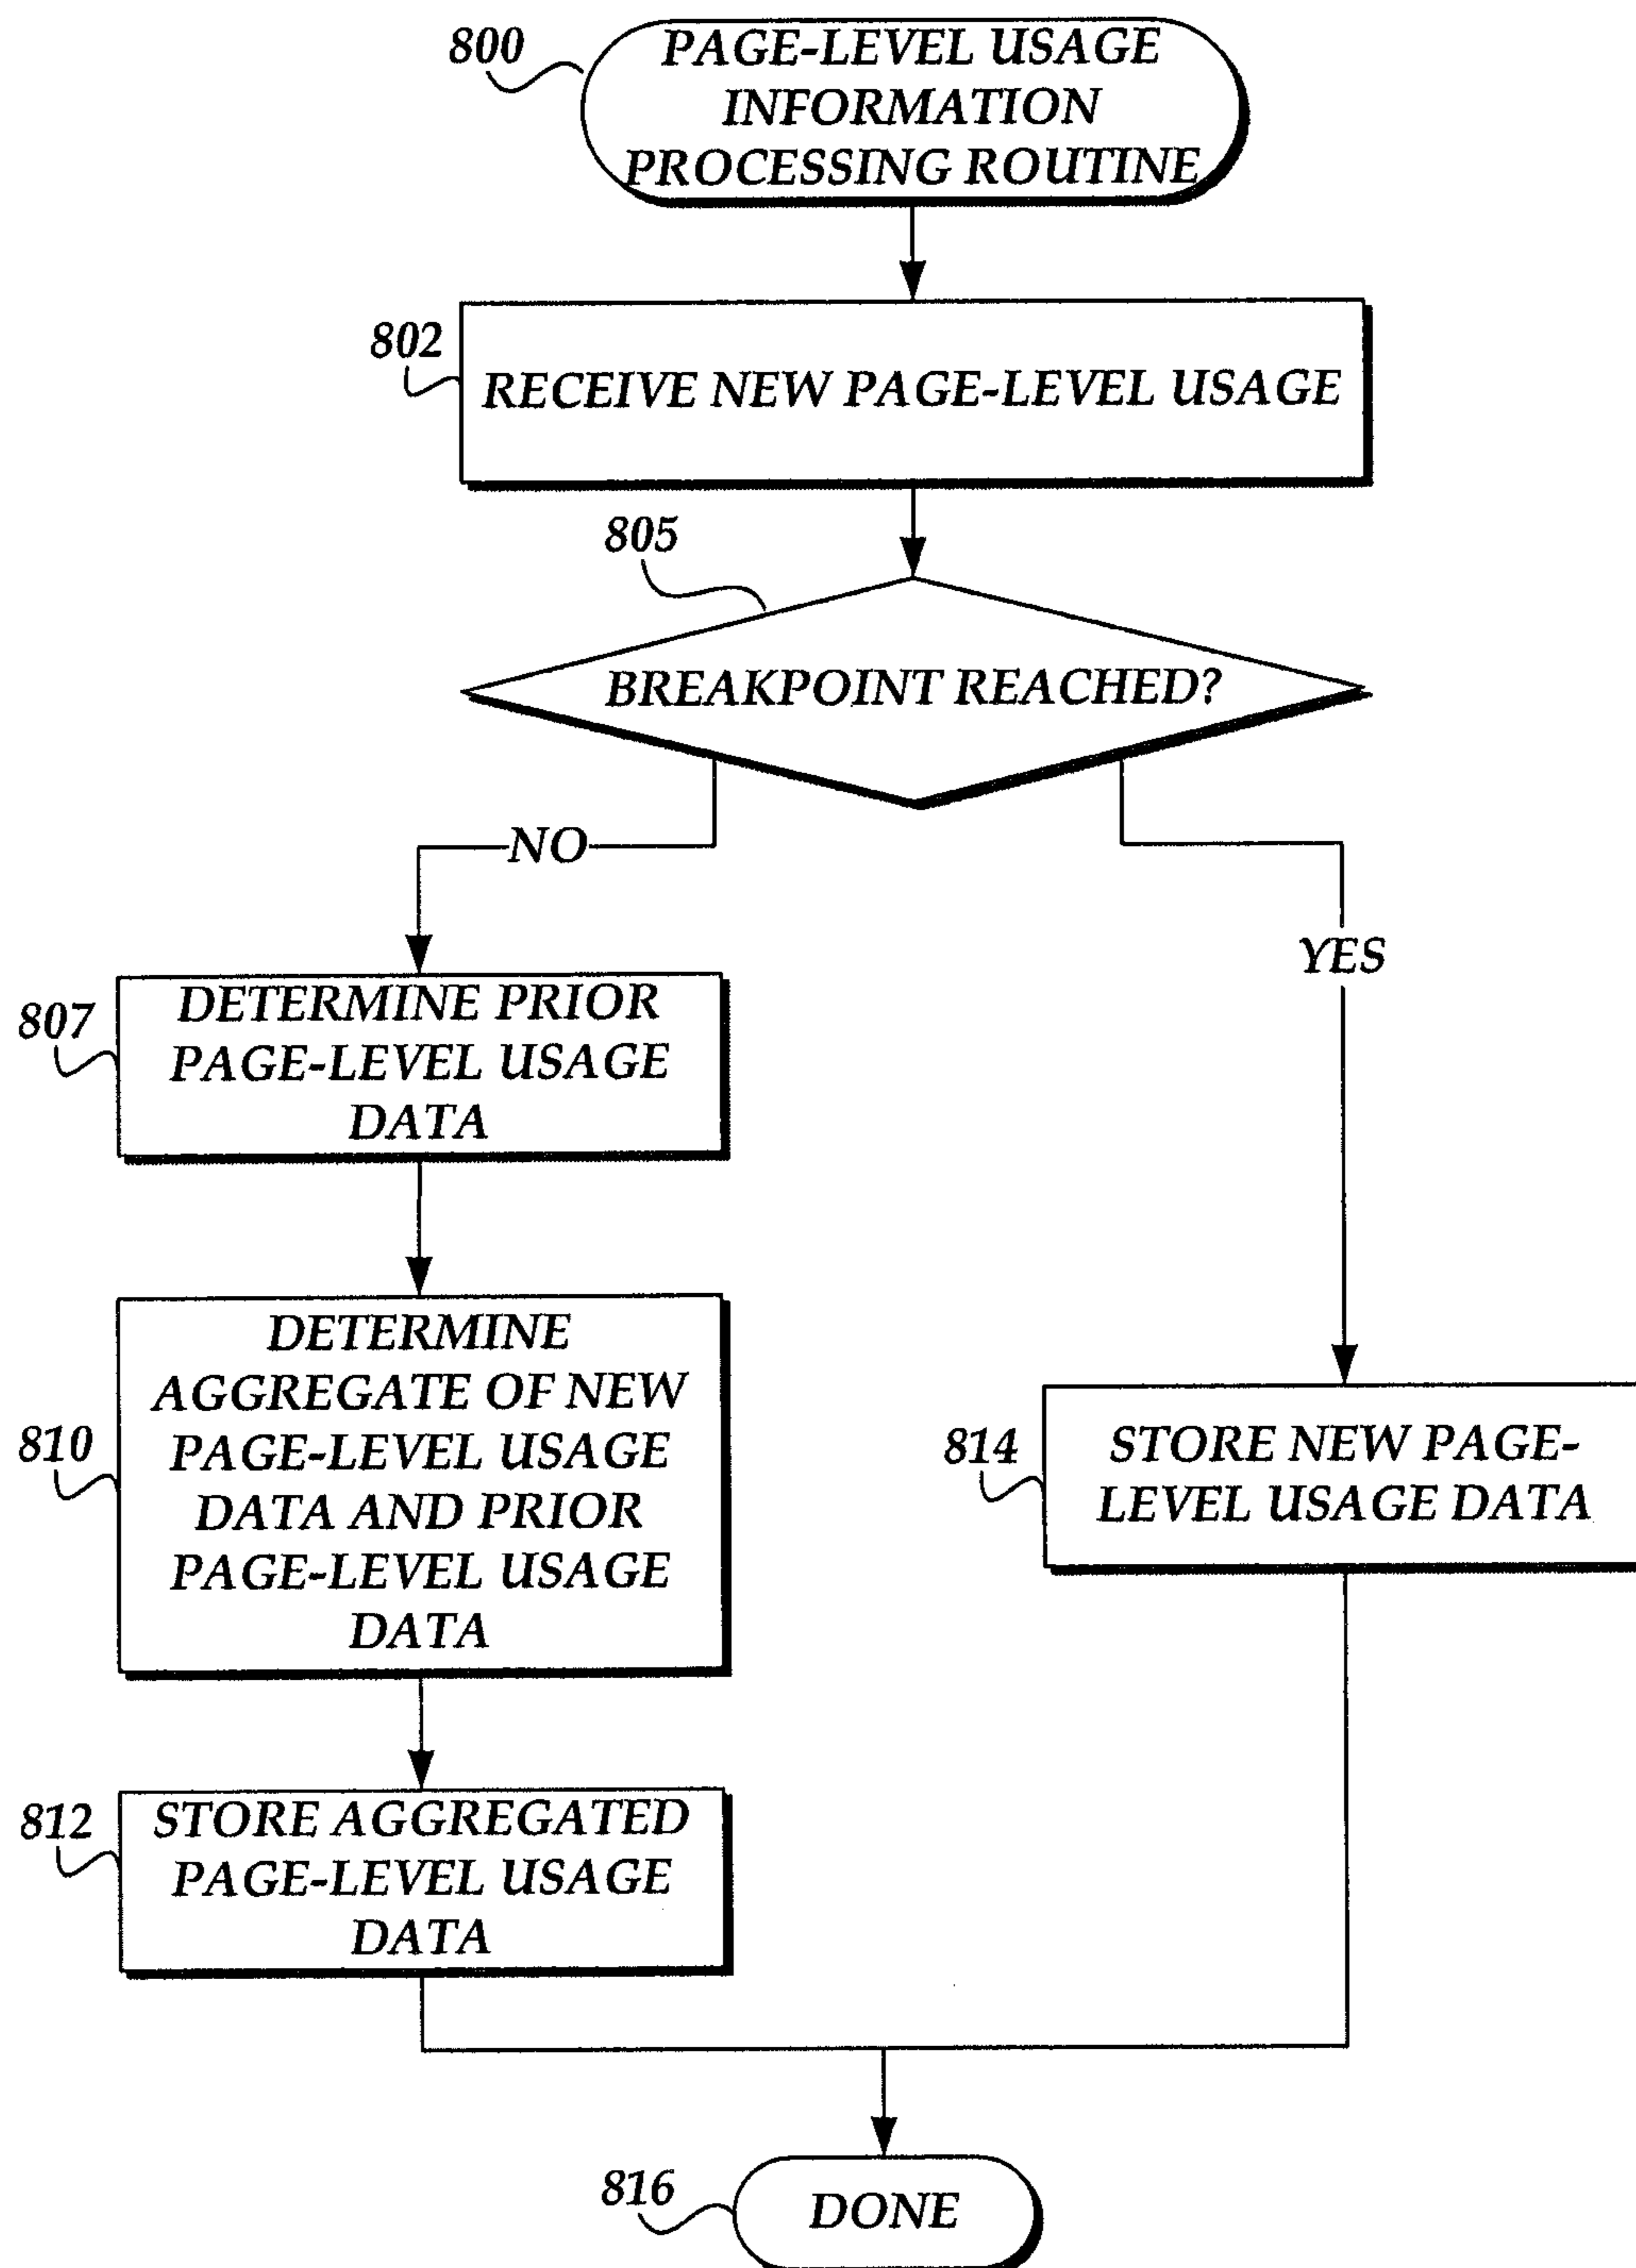 800
PAGE-LEVEL USAGE
INFORMATION
PROCESSING ROUTINE
802
RECEIVE NEW PAGE-LEVEL USAGE
805
BREAKPOINT REACHED?
NO
YES
807
DETERMINE PRIOR
PAGE-LEVEL USAGE
DATA
810
DETERMINE
AGGREGATE OF NEW
PAGE-LEVEL USAGE
DATA AND PRIOR
PAGE-LEVEL USAGE
DATA
814
STORE NEW PAGE-
LEVEL USAGE DATA
812
STORE AGGREGATED
PAGE-LEVEL USAGE
DATA
816
DONE